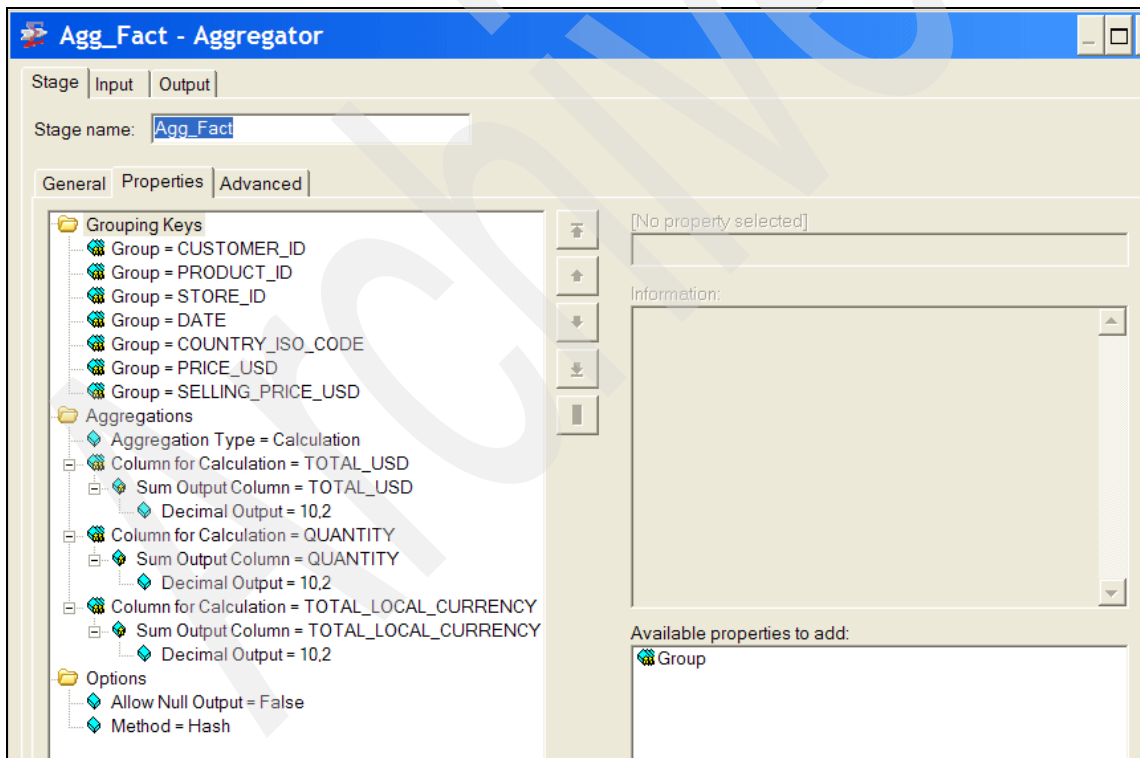 Agg_Fact - Aggregator
Stage Input Output
Stage name: Agg_Fact
General Properties Advanced
Grouping Keys
Group = CUSTOMER_ID
Group = PRODUCT_ID
Group = STORE_ID
Group = DATE
Group = COUNTRY_ISO_CODE
Group = PRICE_USD
Group = SELLING_PRICE_USD
Aggregations
Aggregation Type = Calculation
Column for Calculation = TOTAL_USD
Sum Output Column = TOTAL_USD
Decimal Output = 10,2
Column for Calculation = QUANTITY
Sum Output Column = QUANTITY
Decimal Output = 10,2
Column for Calculation = TOTAL_LOCAL_CURRENCY
Sum Output Column = TOTAL_LOCAL_CURRENCY
Decimal Output = 10,2
Options
Allow Null Output = False
Method = Hash
[No property selected]
Information:
Available properties to add:
Group
Archive